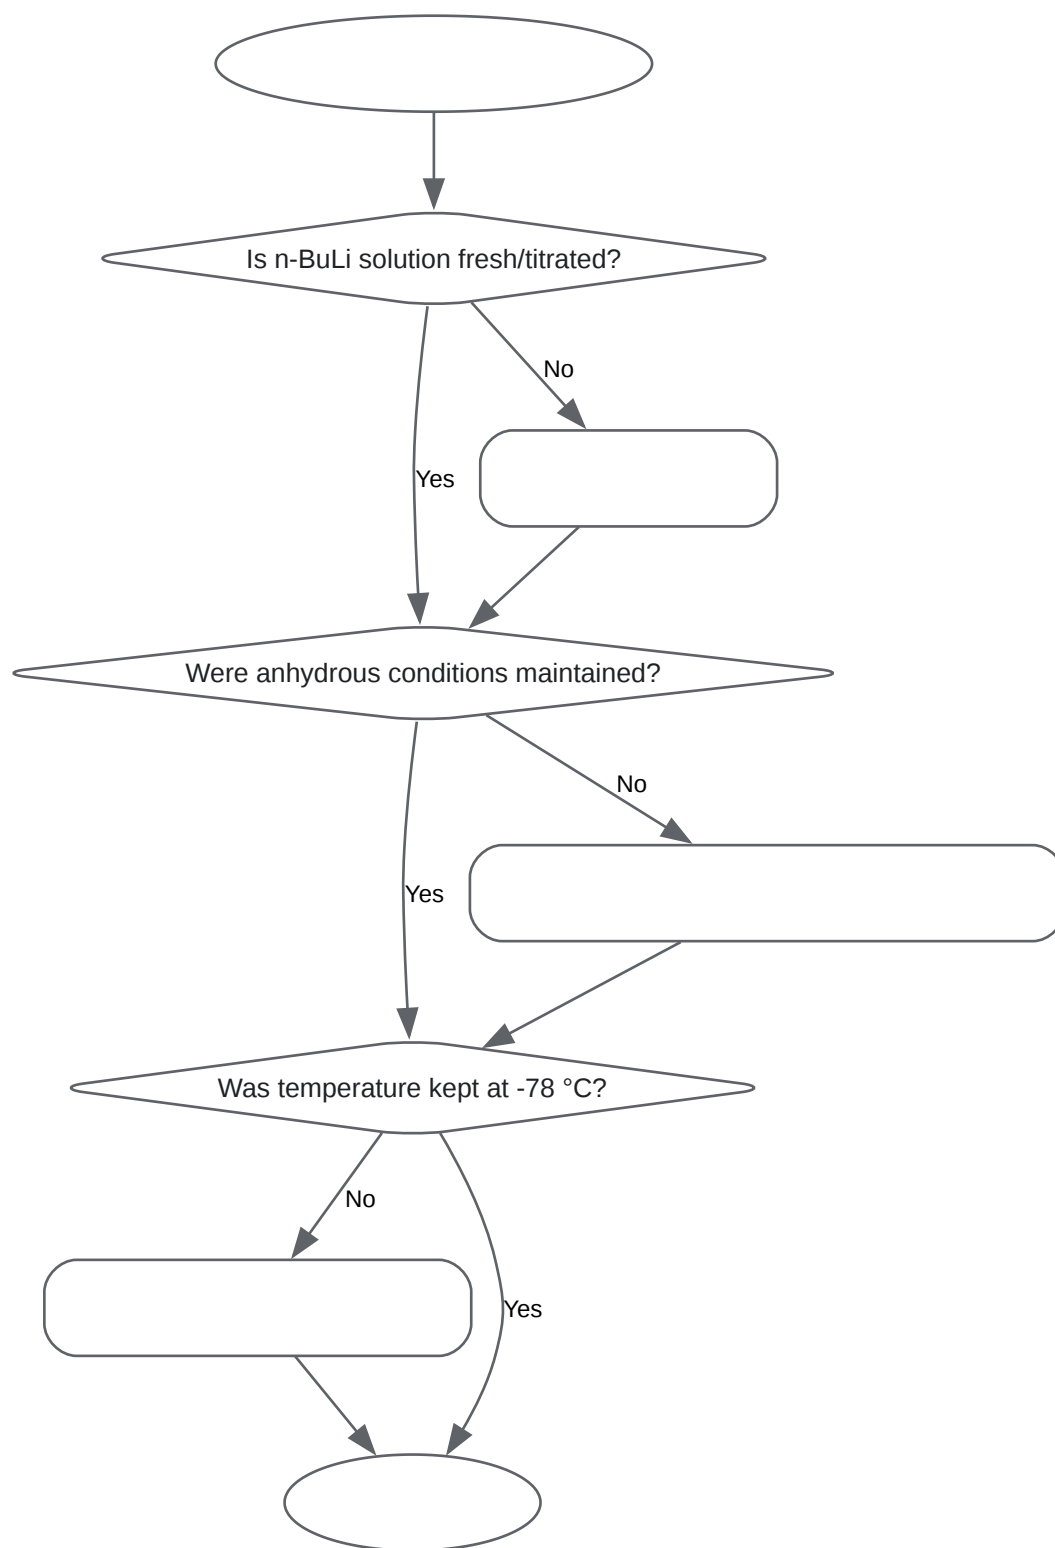 Is n-BuLi solution fresh/titrated?
No
Yes
Were anhydrous conditions maintained?
No
Yes
Was temperature kept at -78 °C?
No
Yes